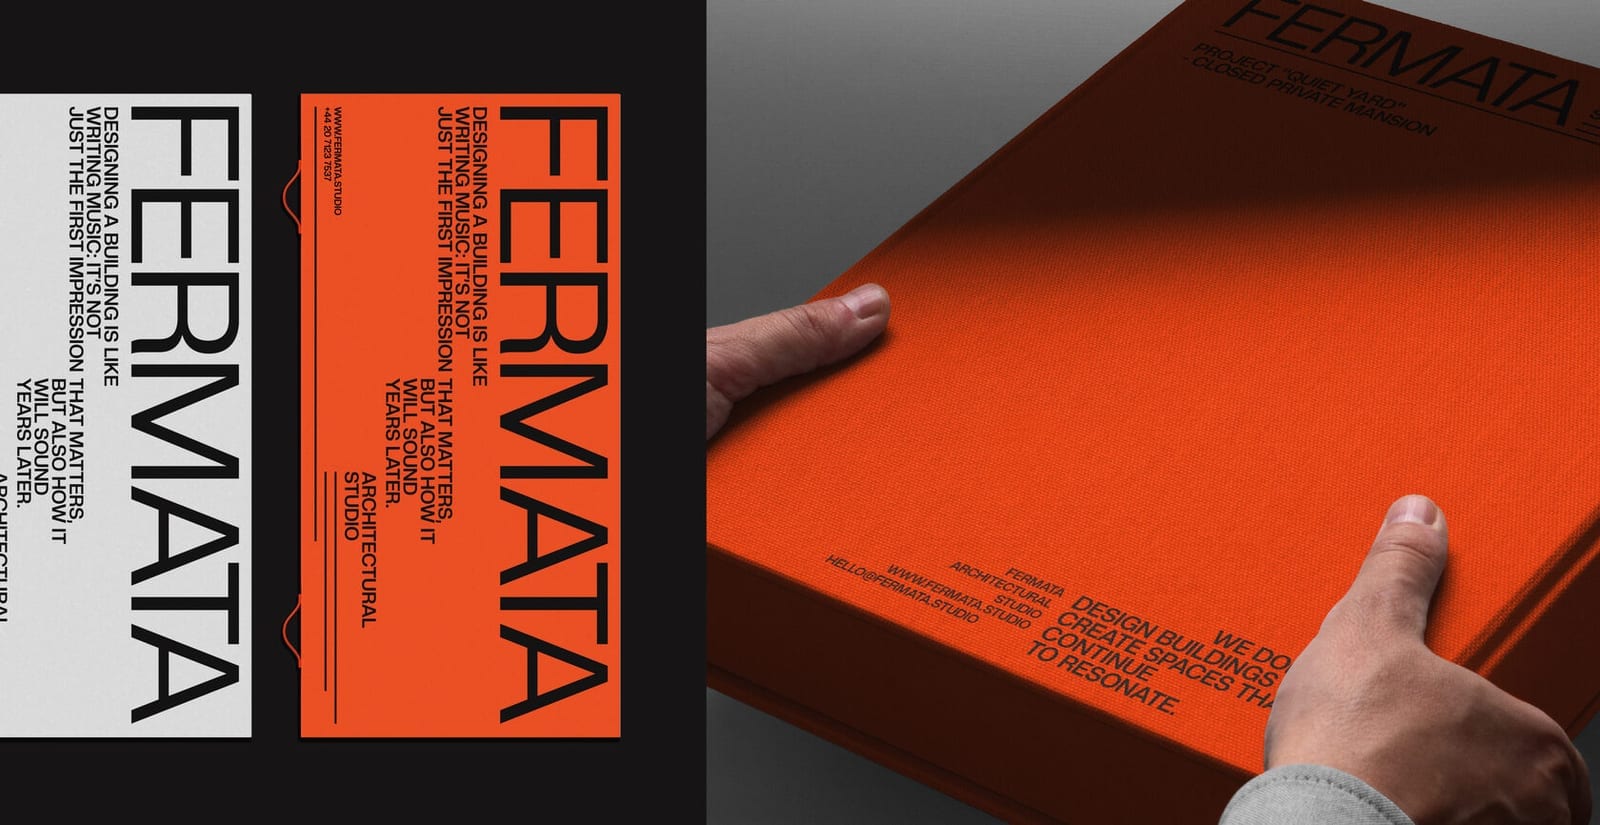 FERMATA
DESIGNING A BUILDING IS LIKE
WRITING MUSIC: IT'S NOT
JUST THE FIRST IMPRESSION THAT MATTERS,
BUT ALSO HOW IT
WILL SOUND
YEARS LATER.
ARCHITECTURAL
FERMATA
DESIGNING A BUILDING IS LIKE
WRITING MUSIC: IT'S NOT
JUST THE FIRST IMPRESSION THAT MATTERS,
BUT ALSO HOW IT
WILL SOUND
YEARS LATER.
ARCHITECTURAL
STUDIO
WWW.FERMATA.STUDIO
+44 20 7123 7537
FERMATA
PROJECT "QUIET YARD"
- CLOSED PRIVATE MANSION
FERMATA
ARCHITECTURAL
STUDIO
WWW.FERMATA.STUDIO
HELLO@FERMATA.STUDIO
WE DO
DESIGN BUILDINGS
CREATE SPACES THA
CONTINUE
TO RESONATE.